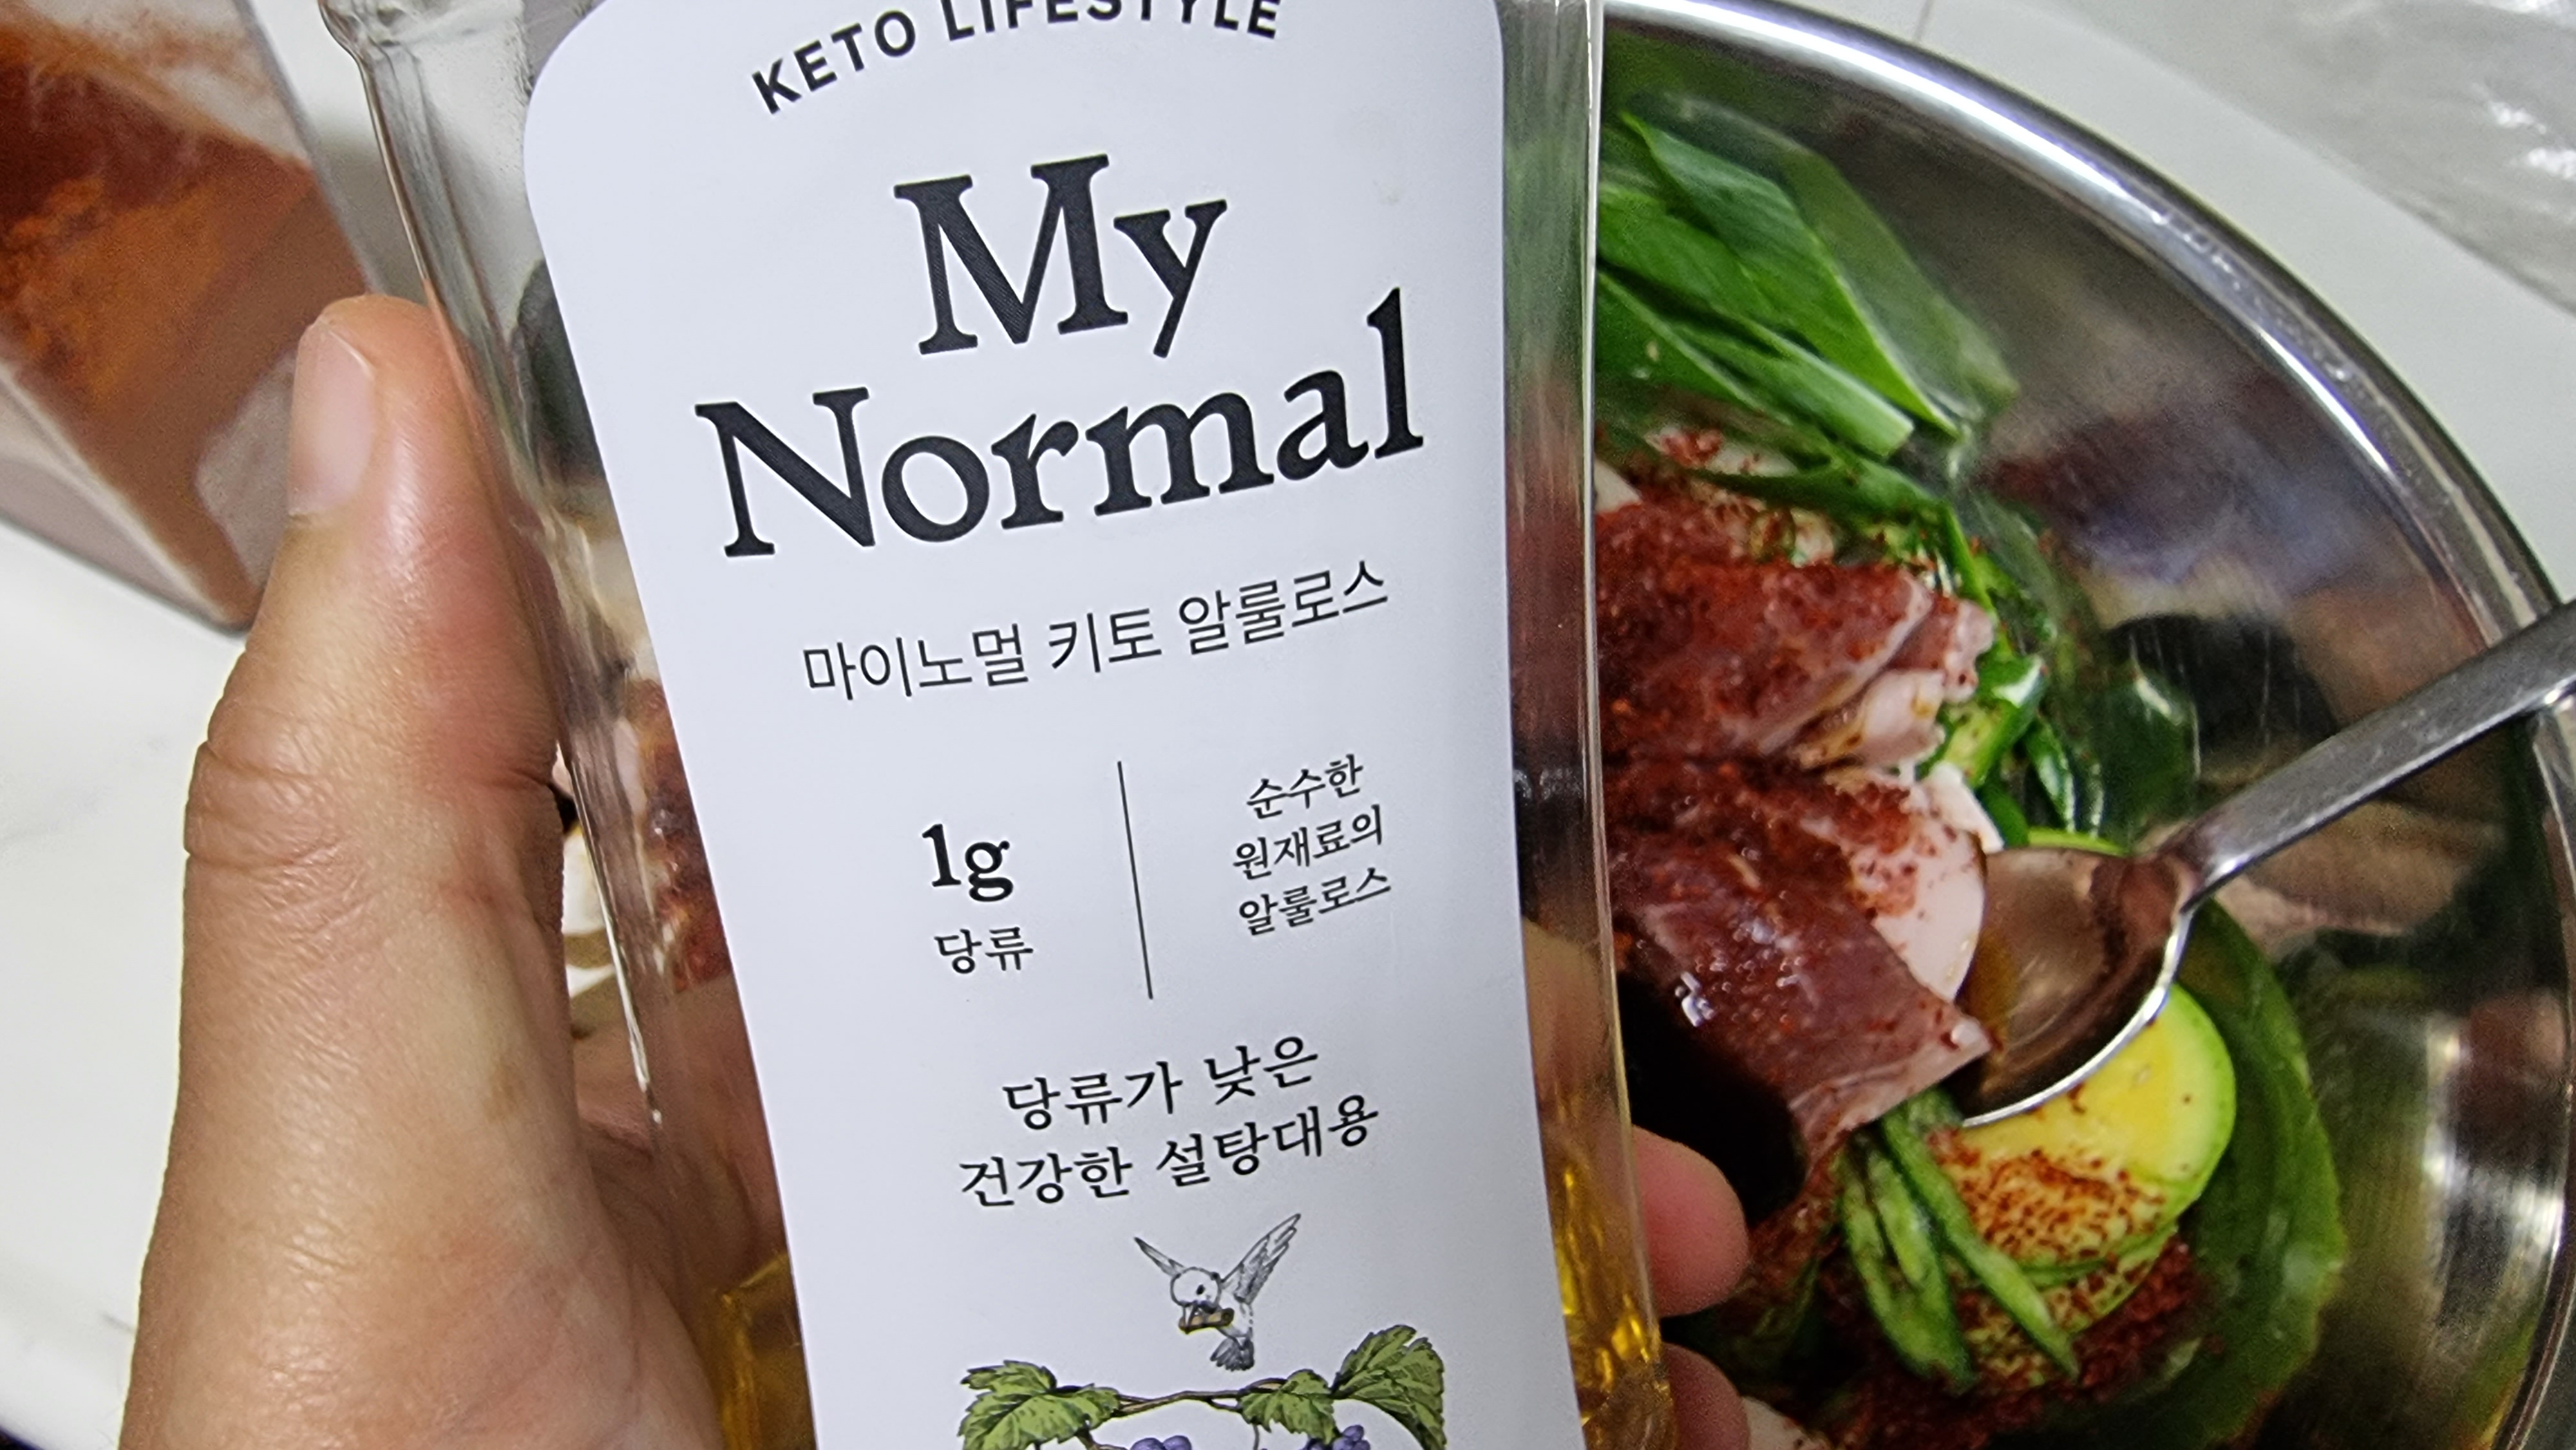 KETO LIFESTYLE
My
Normal
마이노멀 키토 알룰로스
1g
당류
순수한
원재료의
알룰로스
당류가 낮은
건강한 설탕대용